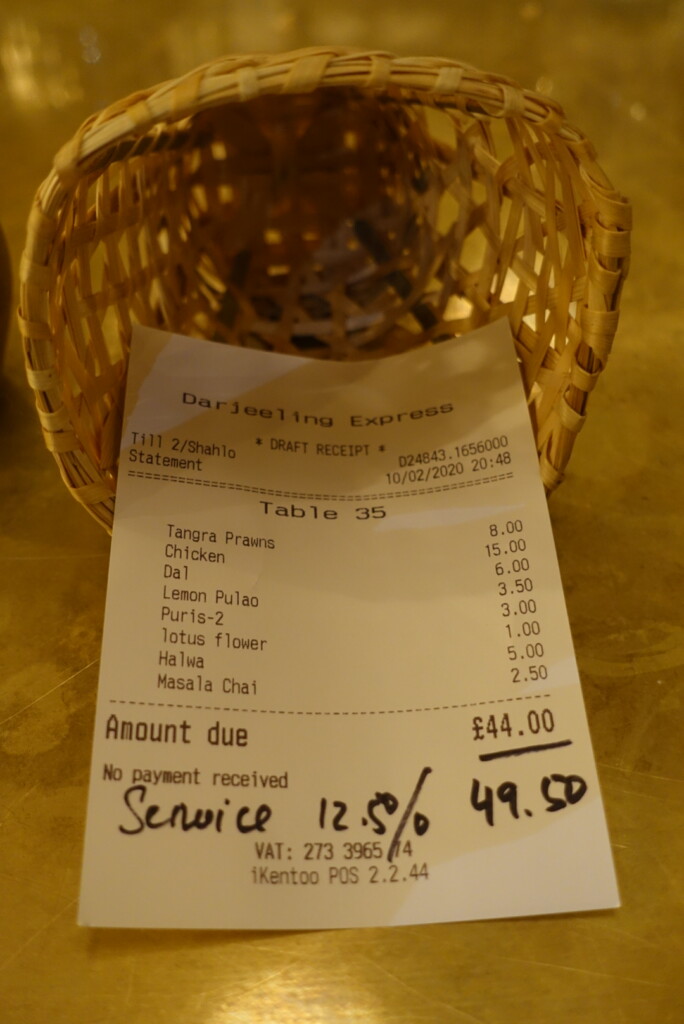 Darjeeling Express
* DRAFT RECEIPT *
Till 2/Shahlo D24843.1656000
Statement 10/02/2020 20:48
Table 35
Tangra Prawns 8.00
Chicken 15.00
Dal 6.00
Lemon Pulao 3.50
Puris-2 3.00
lotus flower 1.00
Halwa 5.00
Masala Chai 2.50
Amount due £44.00
No payment received
Service 12.5% 49.50
VAT: 273 3965 74
iKentoo POS 2.2.44